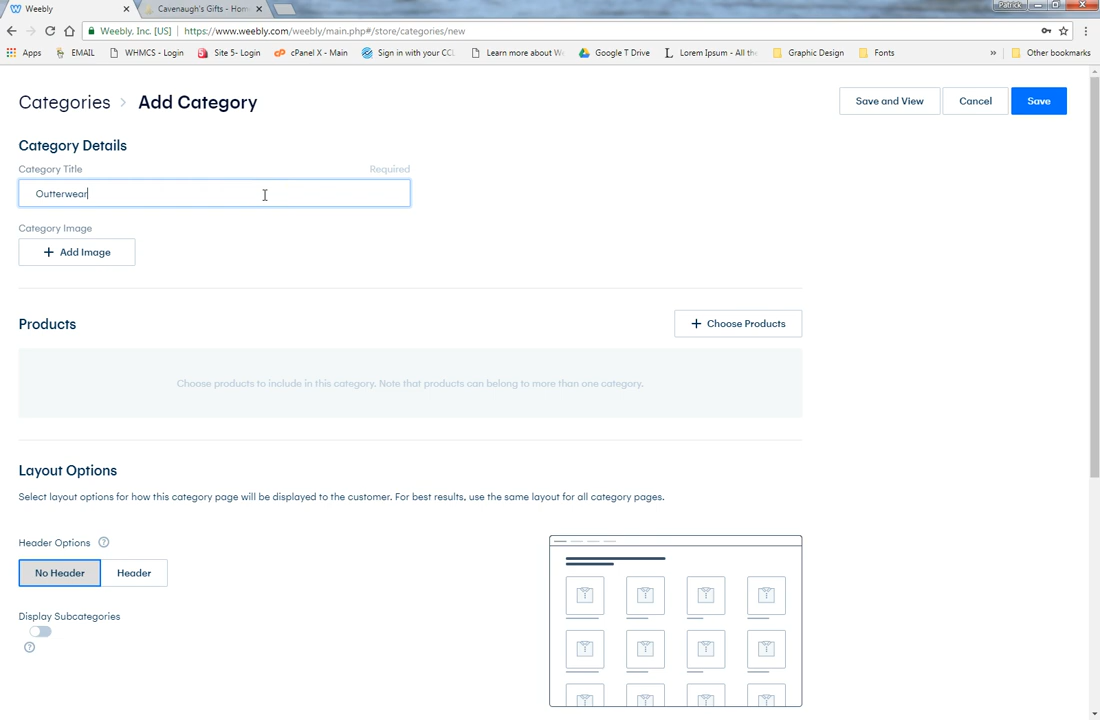 Weebly
Cavenaugh's Gifts - Hom
Patrick
Weebly, Inc. [US]
https://www.weebly.com/weebly/main.php#/store/categories/new
Apps
EMAIL
WHMCS - Login
Site 5- Login
cPanel X - Main
Sign in with your CCL
Learn more about We
Google T Drive
Lorem Ipsum - All the
Graphic Design
Fonts
»
Other bookmarks
Categories > Add Category
Save and View
Cancel
Save
Category Details
Category Title
Required
Outterwear
Category Image
+ Add Image
Products
+ Choose Products
Choose products to include in this category. Note that products can belong to more than one category.
Layout Options
Select layout options for how this category page will be displayed to the customer. For best results, use the same layout for all category pages.
Header Options ?
No Header
Header
Display Subcategories
?